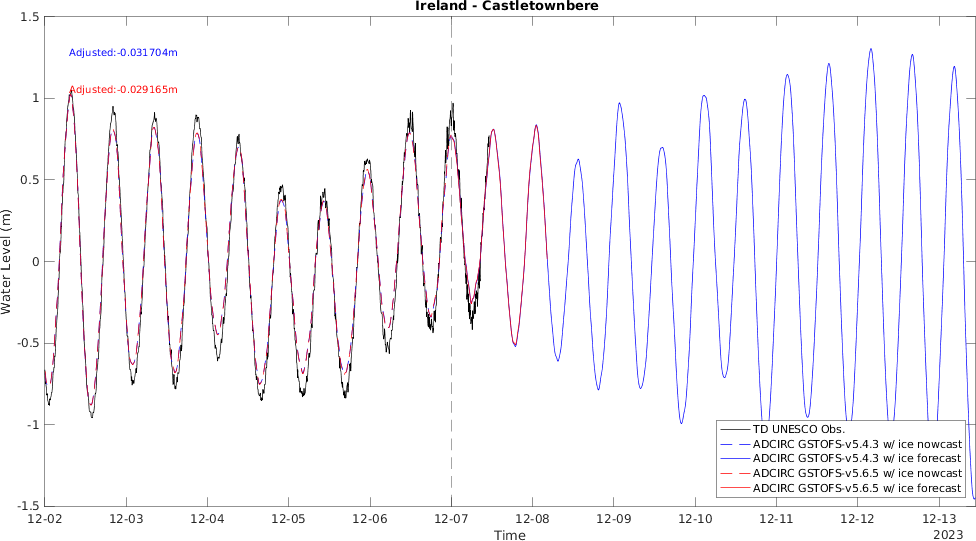 Ireland - Castletownbere
1.5
1
0.5
0
-0.5
-1
-1.5
Water Level (m)
Adjusted:-0.031704m
Adjusted:-0.029165m
TD UNESCO Obs.
ADCIRC GSTOFS-v5.4.3 w/ ice nowcast
ADCIRC GSTOFS-v5.4.3 w/ ice forecast
ADCIRC GSTOFS-v5.6.5 w/ ice nowcast
ADCIRC GSTOFS-v5.6.5 w/ ice forecast
12-02 12-03 12-04 12-05 12-06 12-07 12-08 12-09 12-10 12-11 12-12 12-13
Time
2023